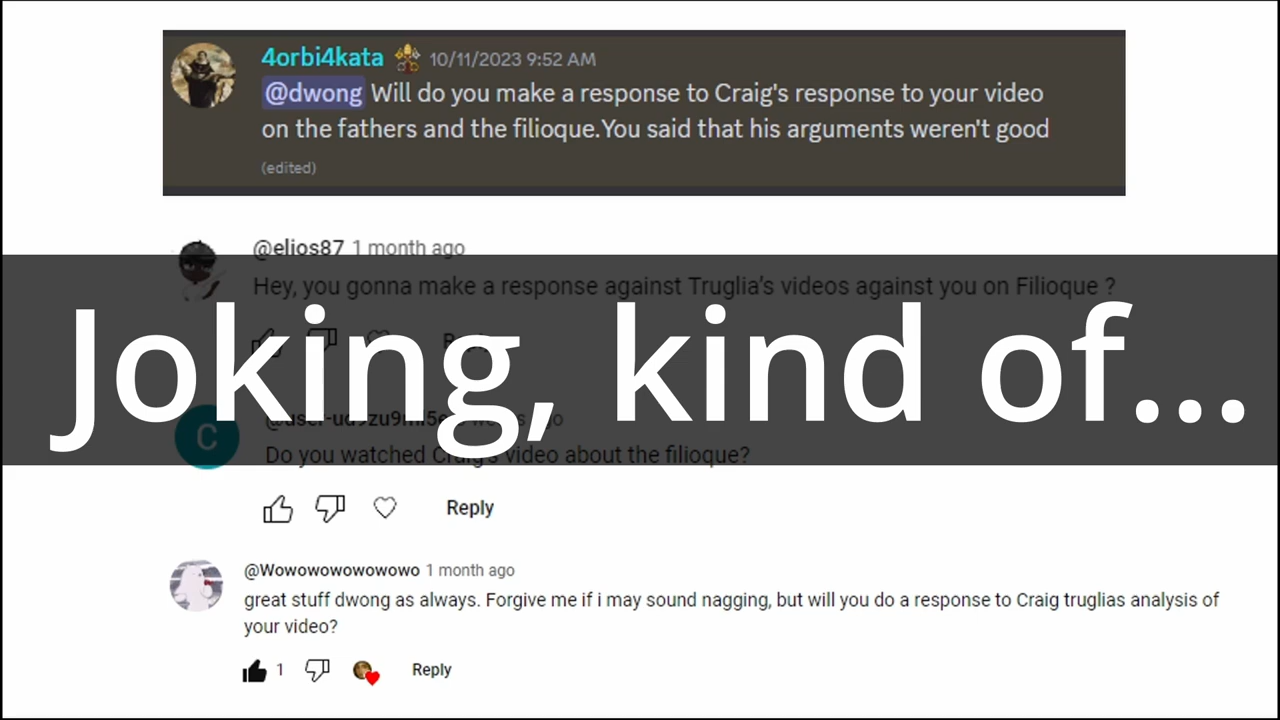 4orbi4kata 10/11/2023 9:52 AM
@dwong Will do you make a response to Craig's response to your video
on the fathers and the filioque.You said that his arguments weren't good
(edited)
@elios87 1 month ago
Hey, you gonna make a response against Truglia's videos against you on Filioque ?
Joking, kind of...
C
Do you watched Craig's video about the filioque?
Reply
@Wowowowowowowo 1 month ago
great stuff dwong as always. Forgive me if i may sound nagging, but will you do a response to Craig truglias analysis of
your video?
1 Reply